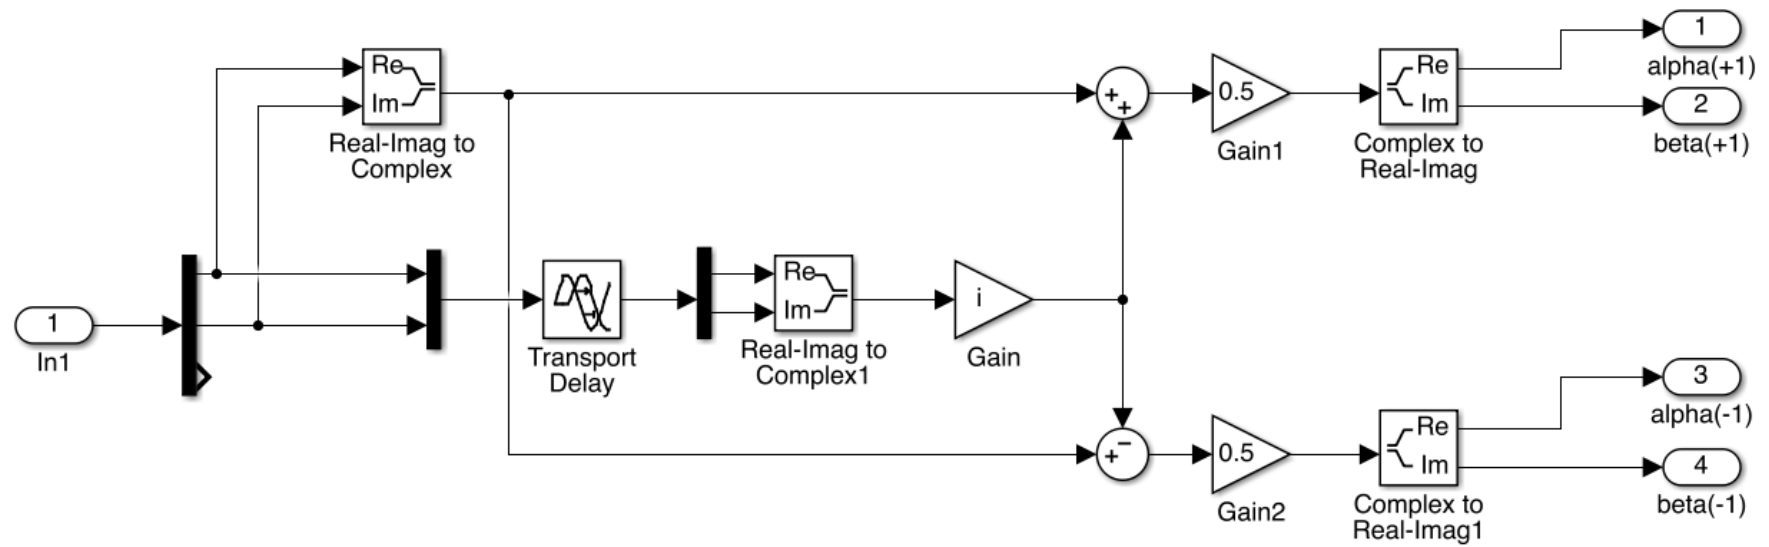 1
alpha(+1)
Re
Im
Real-Imag to
Complex
+
+
0.5
Gain1
Re
Im
Complex to
Real-Imag
2
beta(+1)
1
In1
Transport
Delay
Re
Im
Real-Imag to
Complex1
i
Gain
3
alpha(-1)
−
+
0.5
Gain2
Re
Im
Complex to
Real-Imag1
4
beta(-1)